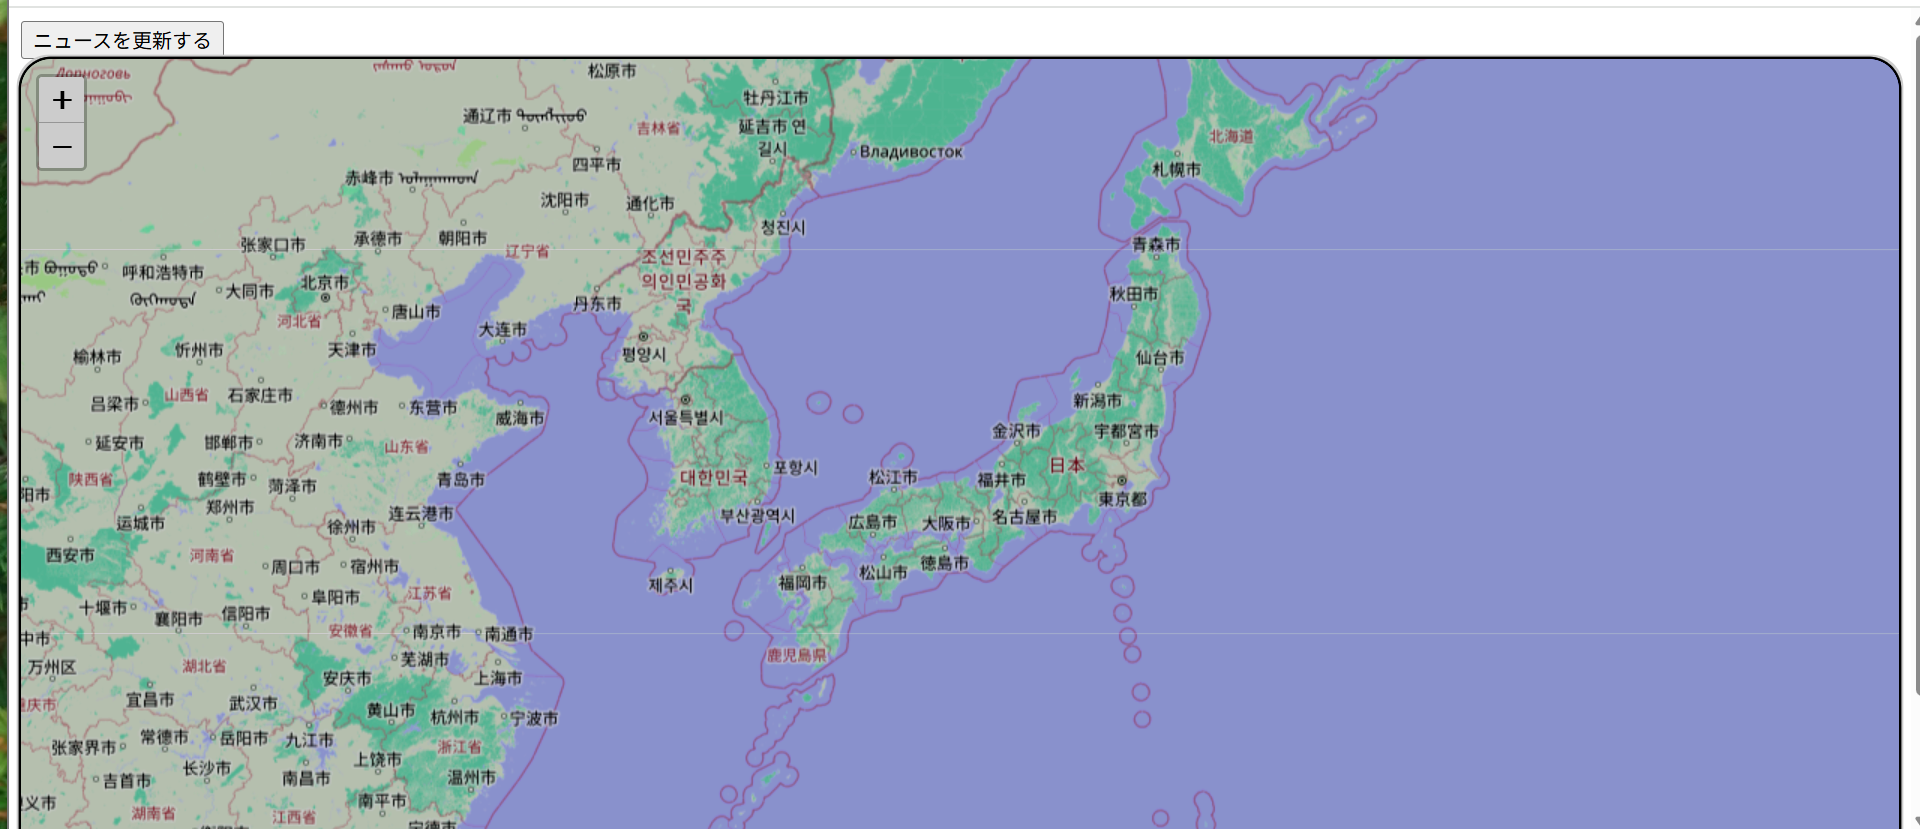 ニュースを更新する
+
−
Дорноговь
松原市
牡丹江市
通辽市
吉林省
延吉市 연
길시
Владивосток
北海道
四平市
札幌市
赤峰市
沈阳市
通化市
청진시
张家口市
承德市
朝阳市
辽宁省
青森市
조선민주주
의인민공화
국
市
呼和浩特市
大同市
北京市
秋田市
丹东市
唐山市
河北省
大连市
榆林市
忻州市
天津市
평양시
仙台市
山西省
石家庄市
吕梁市
德州市
东营市
威海市
서울특별시
新潟市
金沢市
宇都宮市
延安市
邯郸市
济南市
山东省
日本
포항시
陕西省
鹤壁市
菏泽市
青岛市
대한민국
松江市
福井市
阳市
東京都
郑州市
连云港市
부산광역시
名古屋市
运城市
徐州市
広島市
大阪市
西安市
河南省
周口市
宿州市
徳島市
松山市
제주시
福岡市
江苏省
阜阳市
十堰市
襄阳市
信阳市
安徽省
南京市
南通市
中市
鹿児島県
万州区
湖北省
芜湖市
安庆市
上海市
宜昌市
武汉市
庆市
黄山市
杭州市
宁波市
张家界市
常德市
岳阳市
九江市
浙江省
上饶市
吉首市
长沙市
南昌市
温州市
义市
南平市
湖南省
江西省
宁德市